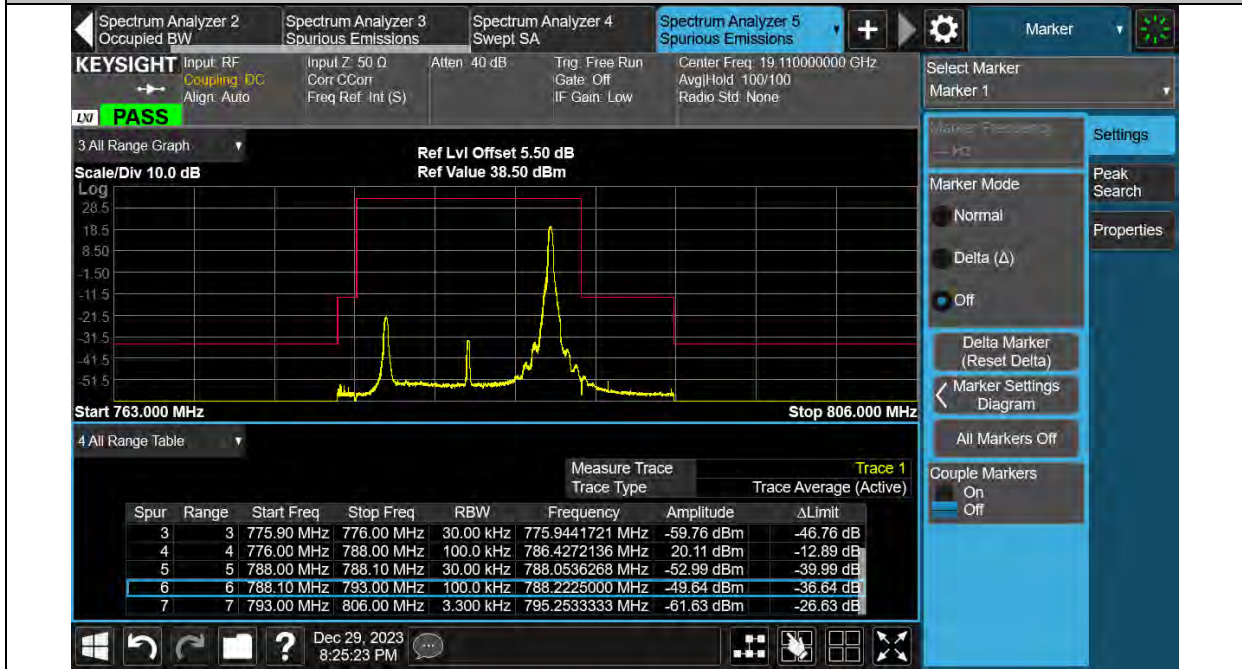 Spectrum Analyzer 2
Occupied BW
Spectrum Analyzer 3
Spurious Emissions
Spectrum Analyzer 4
Swept SA
Spectrum Analyzer 5
Spurious Emissions
+
Marker
KEYSIGHT
Input: RF
Coupling: DC
Align: Auto
Input Z: 50 Ω
Corr CCorr
Freq Ref: Int (S)
Atten: 40 dB
Trig: Free Run
Gate: Off
IF Gain: Low
Center Freq: 19.110000000 GHz
Avg|Hold: 100/100
Radio Std: None
LXI PASS
Select Marker
Marker 1
3 All Range Graph
Ref Lvl Offset 5.50 dB
Scale/Div 10.0 dB Ref Value 38.50 dBm
Log
28.5
18.5
8.50
-1.50
-11.5
-21.5
-31.5
-41.5
-51.5
Start 763.000 MHz Stop 806.000 MHz
Marker Frequency
--- Hz
Marker Mode
Normal
Delta (Δ)
Off
Delta Marker
(Reset Delta)
Marker Settings
Diagram
All Markers Off
Couple Markers
On
Off
Settings
Peak
Search
Properties
4 All Range Table
Measure Trace Trace 1
Trace Type Trace Average (Active)
Spur Range Start Freq Stop Freq RBW Frequency Amplitude ΔLimit
3 3 775.90 MHz 776.00 MHz 30.00 kHz 775.9441721 MHz -59.76 dBm -46.76 dB
4 4 776.00 MHz 788.00 MHz 100.0 kHz 786.4272136 MHz 20.11 dBm -12.89 dB
5 5 788.00 MHz 788.10 MHz 30.00 kHz 788.0536268 MHz -52.99 dBm -39.99 dB
6 6 788.10 MHz 793.00 MHz 100.0 kHz 788.2225000 MHz -49.64 dBm -36.64 dB
7 7 793.00 MHz 806.00 MHz 3.300 kHz 795.2533333 MHz -61.63 dBm -26.63 dB
?
Dec 29, 2023
8:25:23 PM